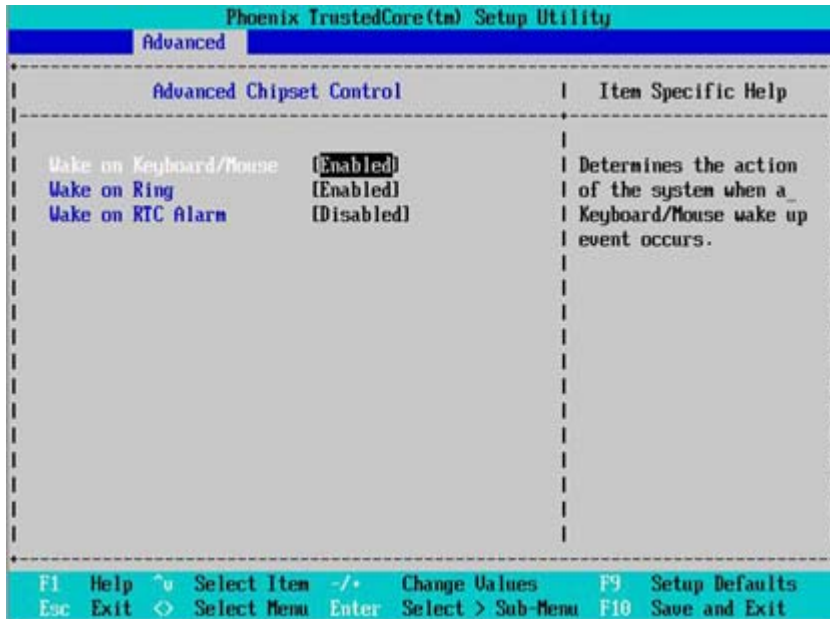 Phoenix TrustedCore(tm) Setup Utility
Advanced
Advanced Chipset Control
Item Specific Help
Wake on Keyboard/Mouse [Enabled]
Wake on Ring [Enabled]
Wake on RTC Alarm [Disabled]
Determines the action
of the system when a_
Keyboard/Mouse wake up
event occurs.
F1 Help ^v Select Item -/+ Change Values F9 Setup Defaults
Esc Exit <> Select Menu Enter Select > Sub-Menu F10 Save and Exit